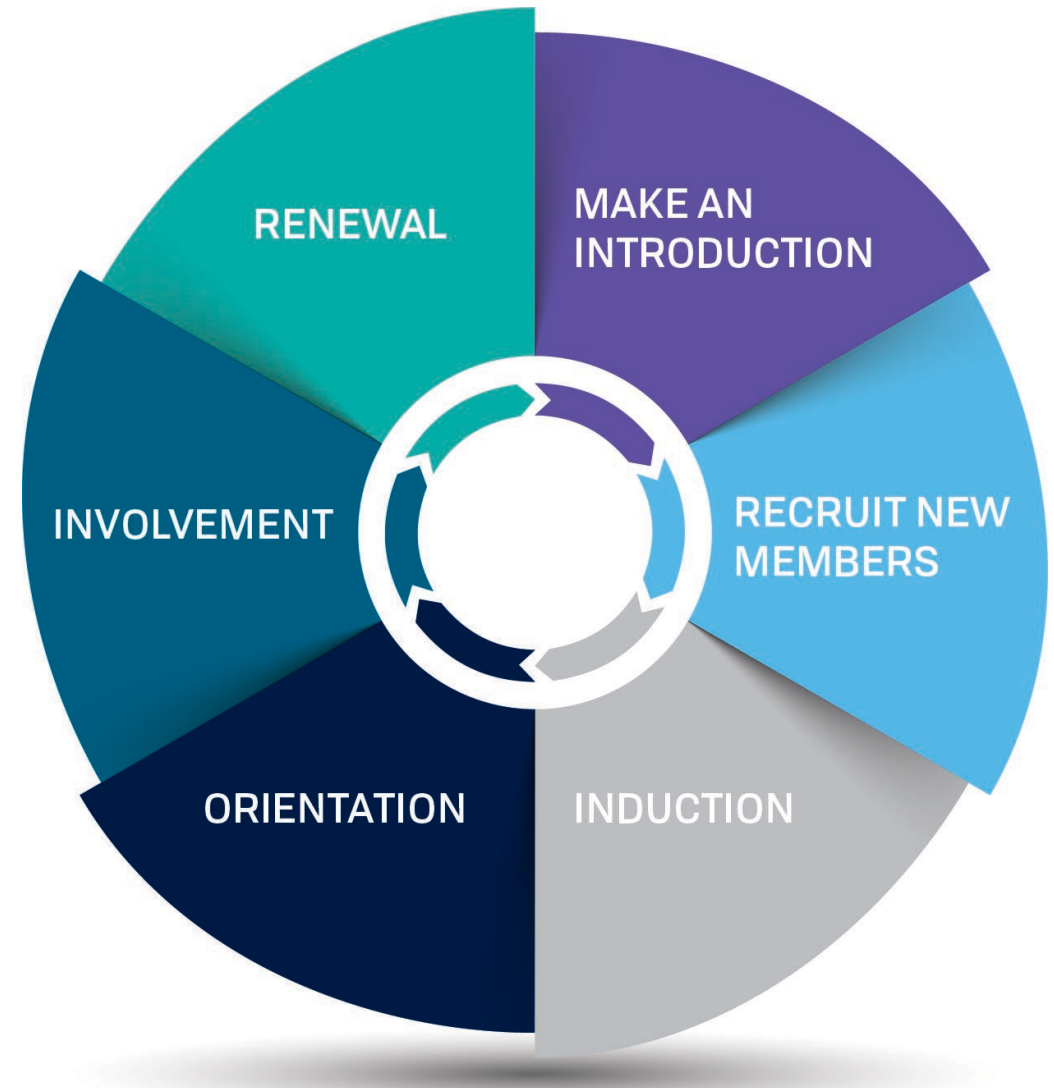 RENEWAL
MAKE AN
INTRODUCTION
INVOLVEMENT
RECRUIT NEW
MEMBERS
ORIENTATION
INDUCTION